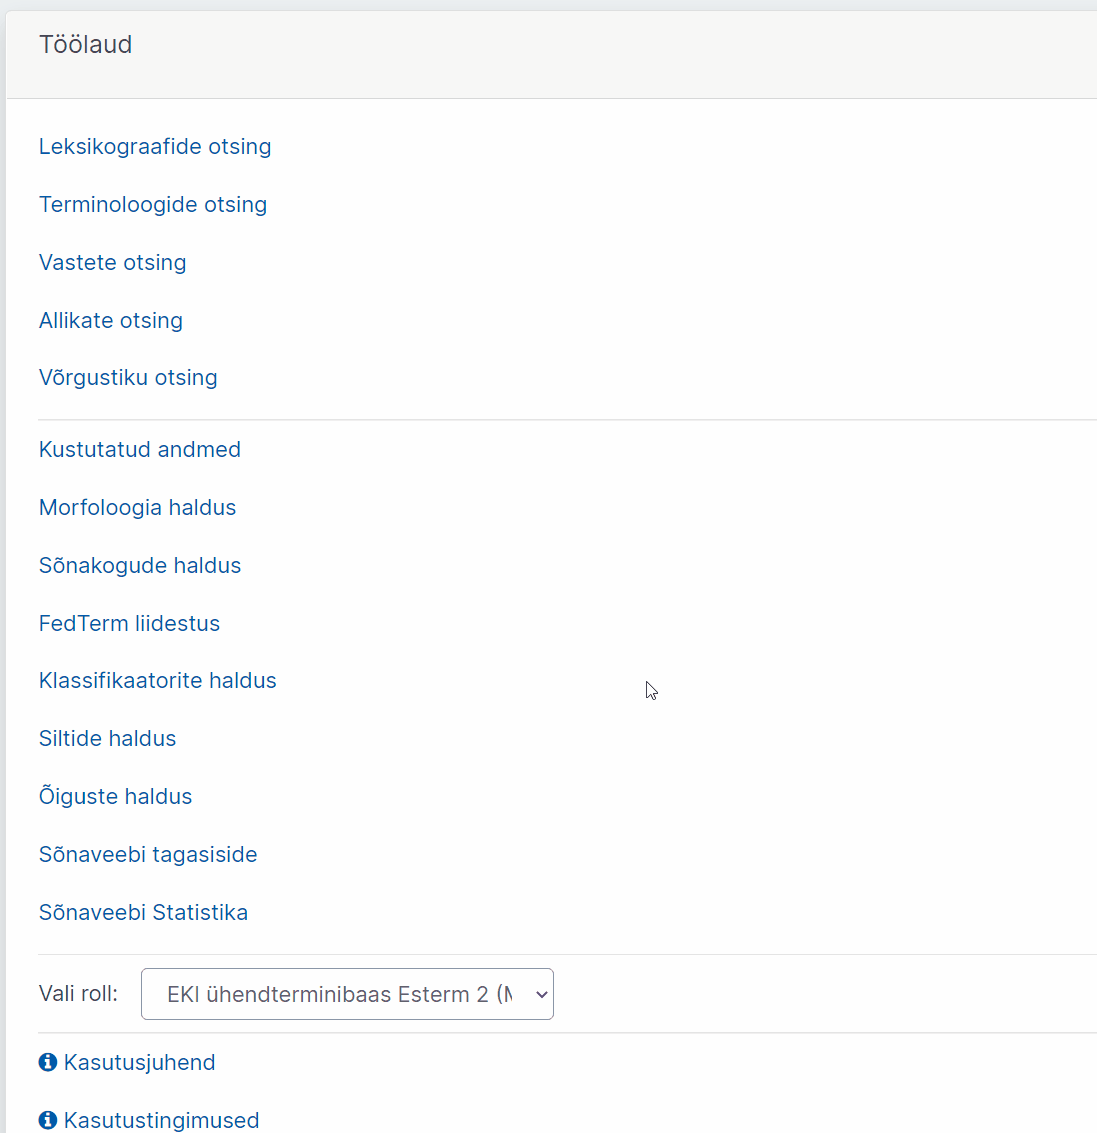 Töölaud
Leksikograafide otsing
Terminoloogide otsing
Vastete otsing
Allikate otsing
Võrgustiku otsing
Kustutatud andmed
Morfoloogia haldus
Sõnakogude haldus
FedTerm liidestus
Klassifikaatorite haldus
Siltide haldus
Õiguste haldus
Sõnaveebi tagasiside
Sõnaveebi Statistika
Vali roll: EKI ühendterminibaas Esterm 2 (
Kasutusjuhend
Kasutustingimused